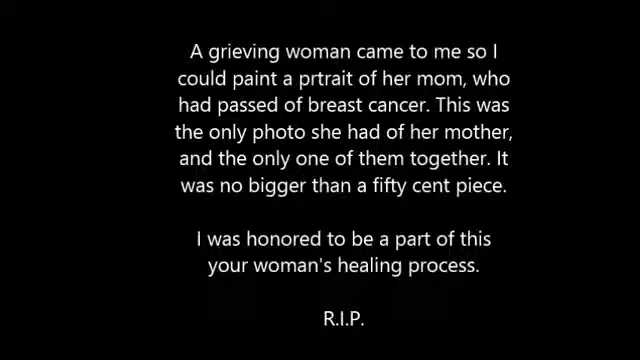 A grieving woman came to me so I
could paint a prtrait of her mom, who
had passed of breast cancer. This was
the only photo she had of her mother,
and the only one of them together. It
was no bigger than a fifty cent piece.
I was honored to be a part of this
your woman's healing process.
R.I.P.